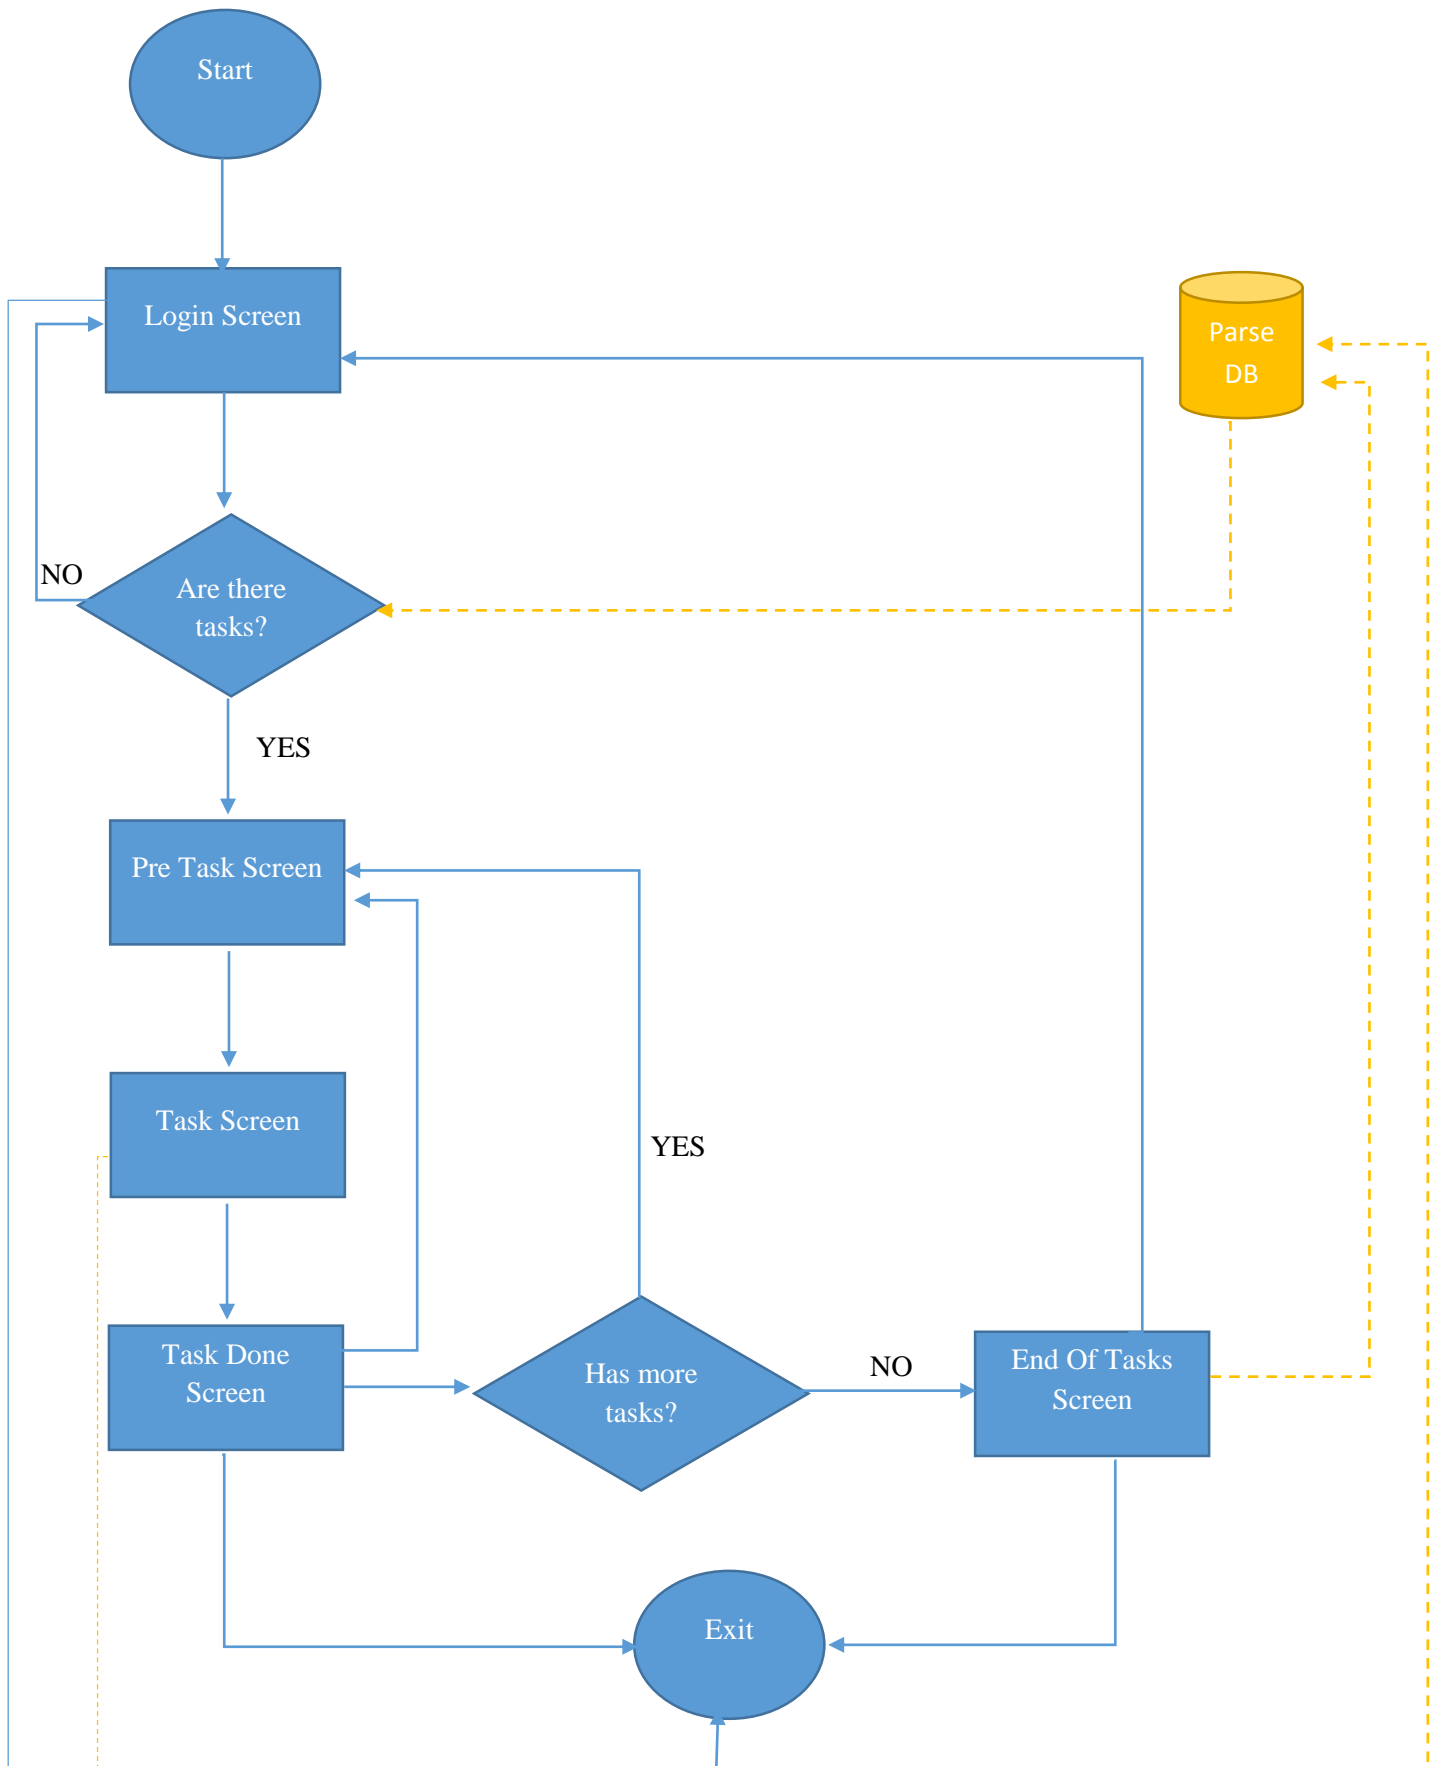 Start
Login Screen
Parse
DB
NO
Are there
tasks?
YES
Pre Task Screen
Task Screen
YES
Task Done
Screen
Has more
tasks?
NO
End Of Tasks
Screen
Exit